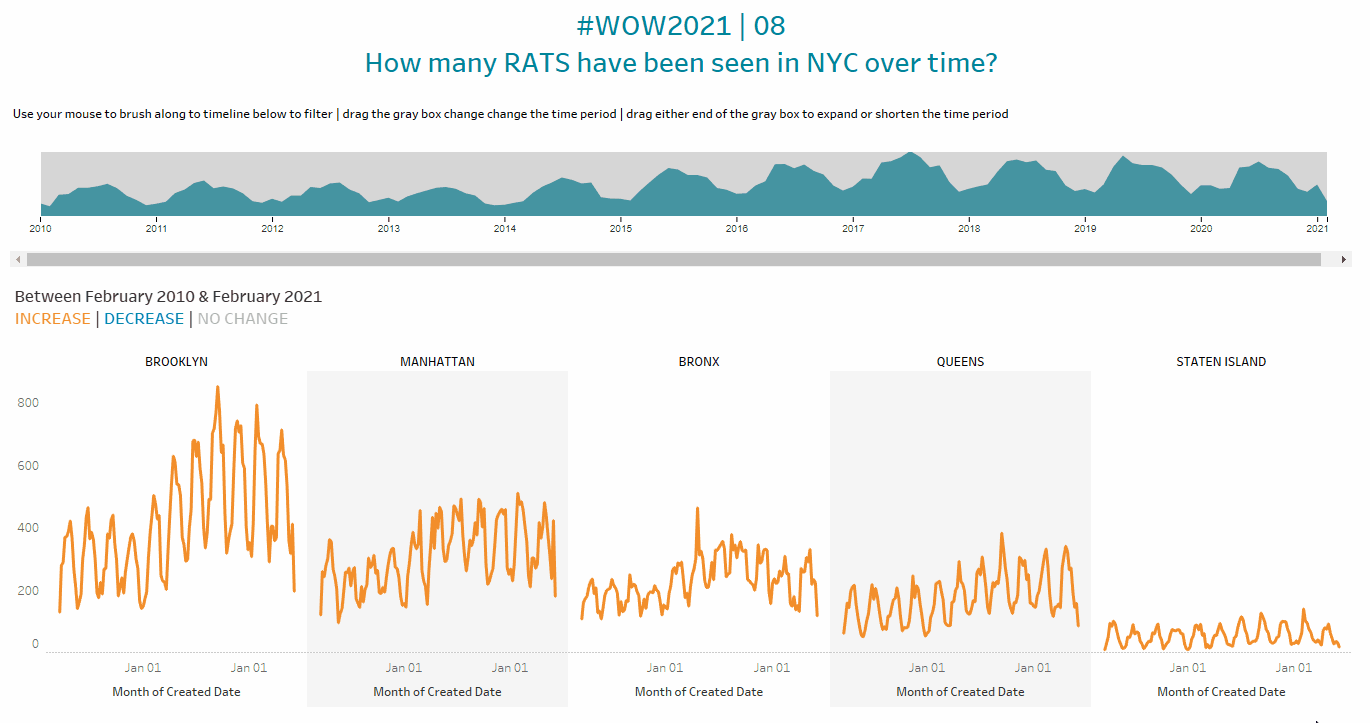 #WOW2021 | 08
How many RATS have been seen in NYC over time?
Use your mouse to brush along to timeline below to filter | drag the gray box change change the time period | drag either end of the gray box to expand or shorten the time period
2010 2011 2012 2013 2014 2015 2016 2017 2018 2019 2020 2021
Between February 2010 & February 2021
INCREASE | DECREASE | NO CHANGE
BROOKLYN MANHATTAN BRONX QUEENS STATEN ISLAND
800
600
400
200
0
Jan 01 Jan 01 Jan 01 Jan 01 Jan 01 Jan 01 Jan 01 Jan 01 Jan 01 Jan 01
Month of Created Date Month of Created Date Month of Created Date Month of Created Date Month of Created Date